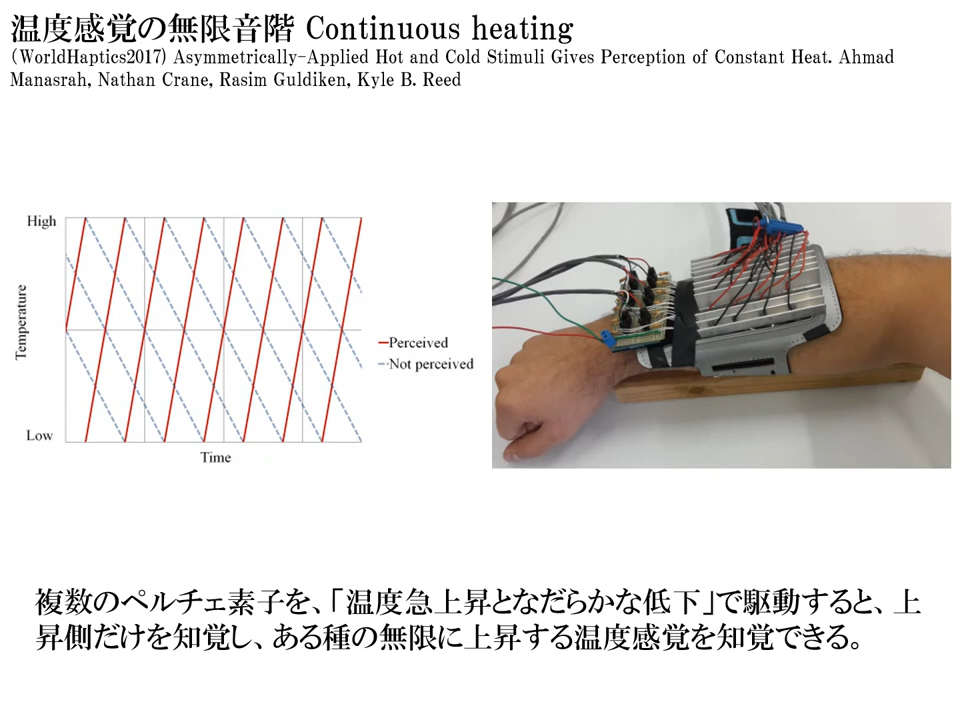 温度感覚の無限音階 Continuous heating
(WorldHaptics2017) Asymmetrically-Applied Hot and Cold Stimuli Gives Perception of Constant Heat. Ahmad
Manasrah, Nathan Crane, Rasim Guldiken, Kyle B. Reed
High
Temperature
Low
Time
Perceived
Not perceived
複数のペルチェ素子を、「温度急上昇となだらかな低下」で駆動すると、上
昇側だけを知覚し、ある種の無限に上昇する温度感覚を知覚できる。